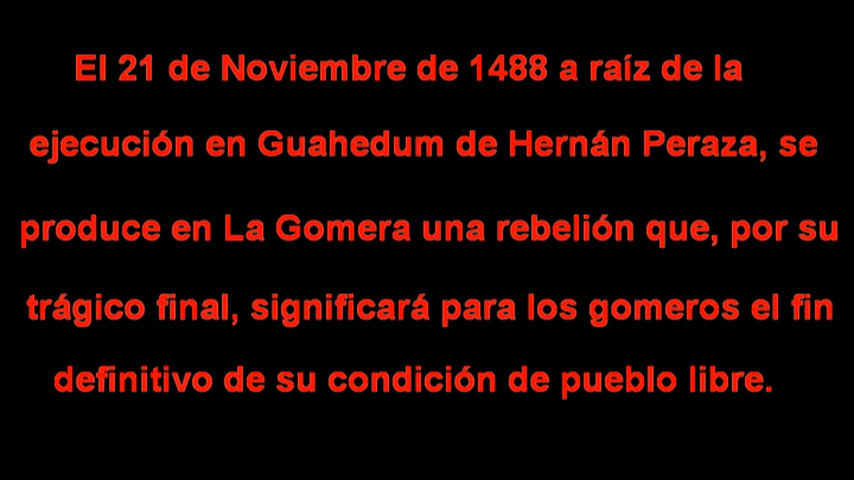 El 21 de Noviembre de 1488 a raíz de la
ejecución en Guahedum de Hernán Peraza, se
produce en La Gomera una rebelión que, por su
trágico final, significará para los gomeros el fin
definitivo de su condición de pueblo libre.